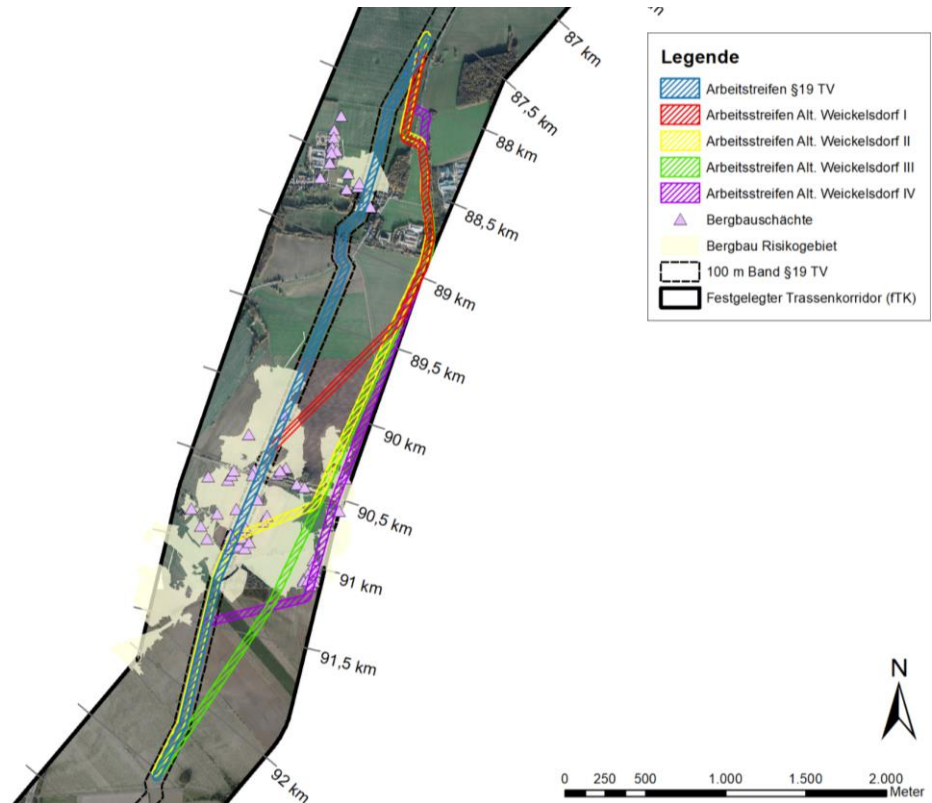 87 km
87,5 km
88 km
88,5 km
89 km
89,5 km
90 km
90,5 km
91 km
91,5 km
92 km
Legende
Arbeitstreifen §19 TV
Arbeitsstreifen Alt. Weickelsdorf I
Arbeitsstreifen Alt. Weickelsdorf II
Arbeitsstreifen Alt. Weickelsdorf III
Arbeitsstreifen Alt. Weickelsdorf IV
Bergbauschächte
Bergbau Risikogebiet
100 m Band §19 TV
Festgelegter Trassenkorridor (fTK)
N
0 250 500 1.000 1.500 2.000
Meter